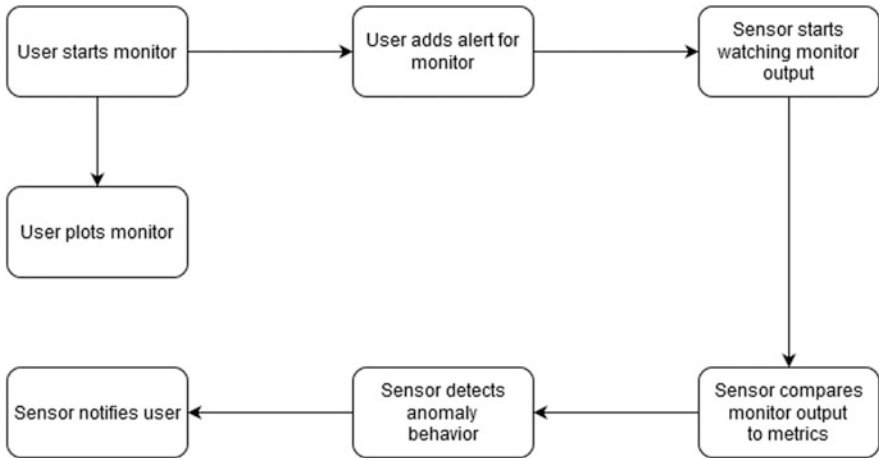 User starts monitor
User adds alert for
monitor
Sensor starts
watching monitor
output
User plots monitor
Sensor notifies user
Sensor detects
anomaly
behavior
Sensor compares
monitor output
to metrics